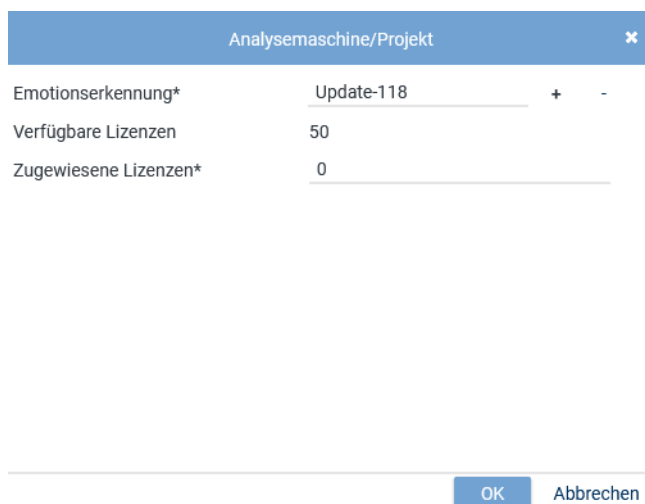 Analysemaschine/Projekt ✖
Emotionserkennung* Update-118 + -
Verfügbare Lizenzen 50
Zugewiesene Lizenzen* 0
OK Abbrechen